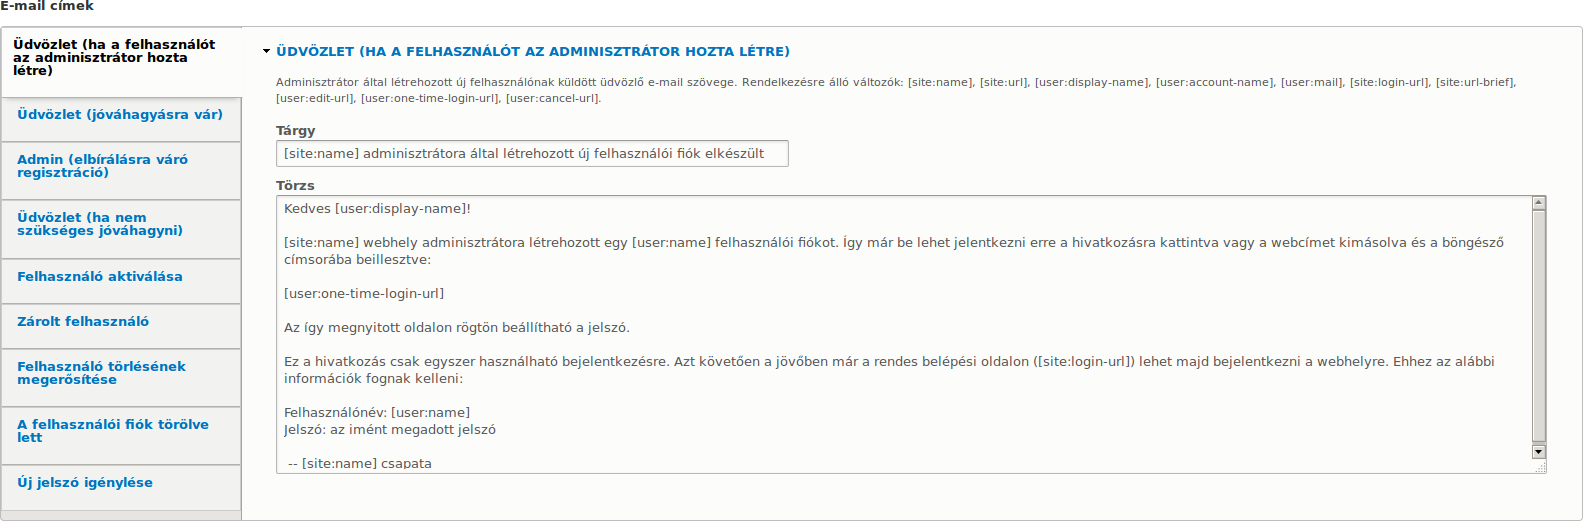 E-mail címek
Üdvözlet (ha a felhasználót
az adminisztrátor hozta
létre)
Üdvözlet (jóváhagyásra vár)
Admin (elbírálásra váró
regisztráció)
Üdvözlet (ha nem
szükséges jóváhagyni)
Felhasználó aktiválása
Zárolt felhasználó
Felhasználó törlésének
megerősítése
A felhasználói fiók törölve
lett
Új jelszó igénylése
ÜDVÖZLET (HA A FELHASZNÁLÓT AZ ADMINISZTRÁTOR HOZTA LÉTRE)
Adminisztrátor által létrehozott új felhasználónak küldött üdvözlő e-mail szövege. Rendelkezésre álló változók: [site:name], [site:url], [user:display-name], [user:account-name], [user:mail], [site:login-url], [site:url-brief],
[user:edit-url], [user:one-time-login-url], [user:cancel-url].
Tárgy
[site:name] adminisztrátora által létrehozott új felhasználói fiók elkészült
Törzs
Kedves [user:display-name]!
[site:name] webhely adminisztrátora létrehozott egy [user:name] felhasználói fiókot. Így már be lehet jelentkezni erre a hivatkozásra kattintva vagy a webcímet kimásolva és a böngésző
címsorába beillesztve:
[user:one-time-login-url]
Az így megnyitott oldalon rögtön beállítható a jelszó.
Ez a hivatkozás csak egyszer használható bejelentkezésre. Azt követően a jövőben már a rendes belépési oldalon ([site:login-url]) lehet majd bejelentkezni a webhelyre. Ehhez az alábbi
információk fognak kelleni:
Felhasználónév: [user:name]
Jelszó: az imént megadott jelszó
-- [site:name] csapata